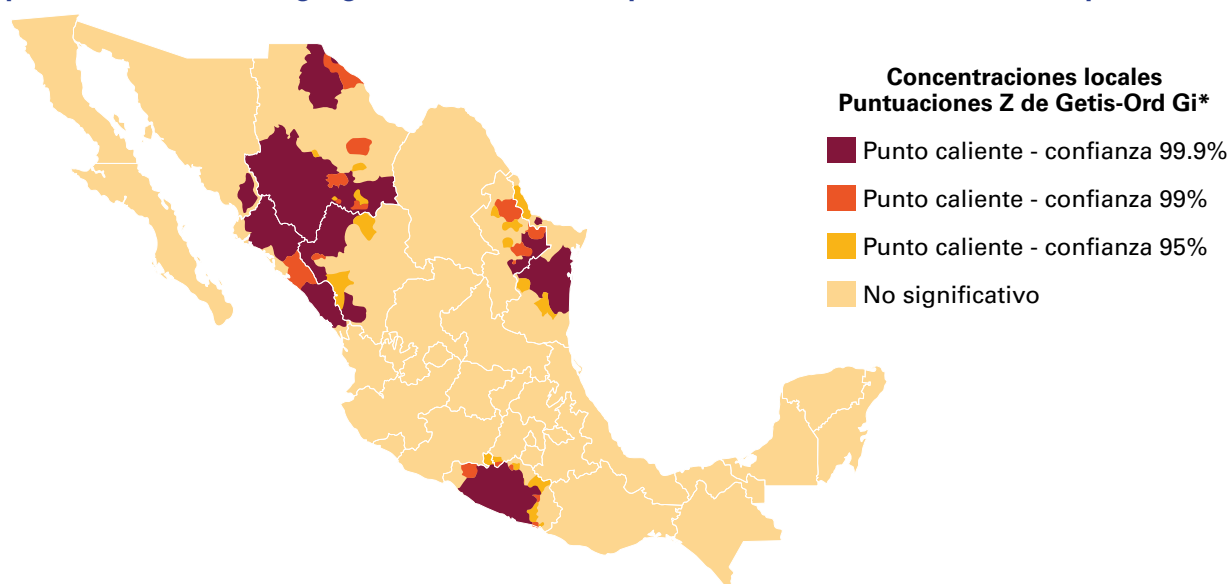 Concentraciones locales
Puntuaciones Z de Getis-Ord Gi*
Punto caliente - confianza 99.9%
Punto caliente - confianza 99%
Punto caliente - confianza 95%
No significativo